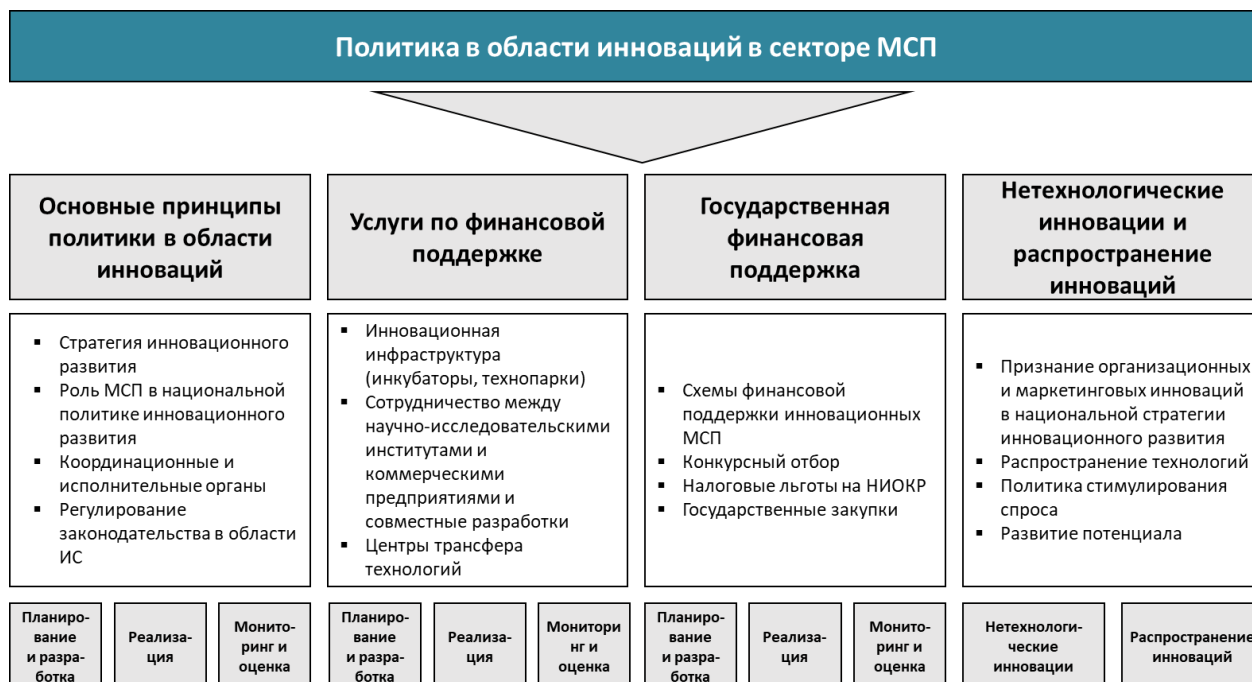 Политика в области инноваций в секторе МСП
Основные принципы
политики в области
инноваций
Услуги по финансовой
поддержке
Государственная
финансовая
поддержка
Нетехнологические
инновации и
распространение
инноваций
▪ Стратегия инновационного
развития
▪ Роль МСП в национальной
политике инновационного
развития
▪ Координационные и
исполнительные органы
▪ Регулирование
законодательства в области
ИС
▪ Инновационная
инфраструктура
(инкубаторы, технопарки)
▪ Сотрудничество между
научно-исследовательскими
институтами и
коммерческими
предприятиями и
совместные разработки
▪ Центры трансфера
технологий
▪ Схемы финансовой
поддержки инновационных
МСП
▪ Конкурсный отбор
▪ Налоговые льготы на НИОКР
▪ Государственные закупки
▪ Признание организационных
и маркетинговых инноваций
в национальной стратегии
инновационного развития
▪ Распространение технологий
▪ Политика стимулирования
спроса
▪ Развитие потенциала
Планиро-
вание
и разра-
ботка
Реализа-
ция
Монито-
ринг и
оценка
Планиро-
вание
и разра-
ботка
Реализа-
ция
Монитори
нг и
оценка
Планиро-
вание
и разра-
ботка
Реализа-
ция
Монито-
ринг и
оценка
Нетехнологи-
ческие
инновации
Распространение
инноваций